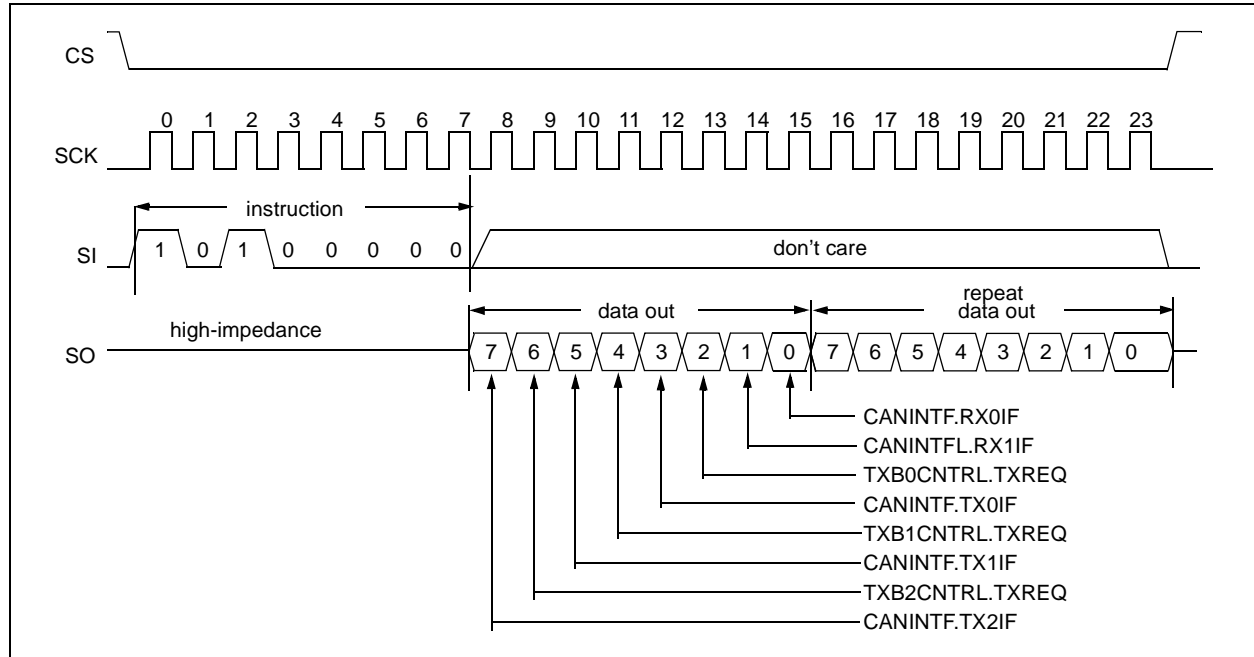 CS
0 1 2 3 4 5 6 7 8 9 10 11 12 13 14 15 16 17 18 19 20 21 22 23
SCK
instruction
SI 1 0 1 0 0 0 0 0 don't care
high-impedance data out repeat data out
SO 7 6 5 4 3 2 1 0 7 6 5 4 3 2 1 0
CANINTF.RX0IF
CANINTFL.RX1IF
TXB0CNTRL.TXREQ
CANINTF.TX0IF
TXB1CNTRL.TXREQ
CANINTF.TX1IF
TXB2CNTRL.TXREQ
CANINTF.TX2IF